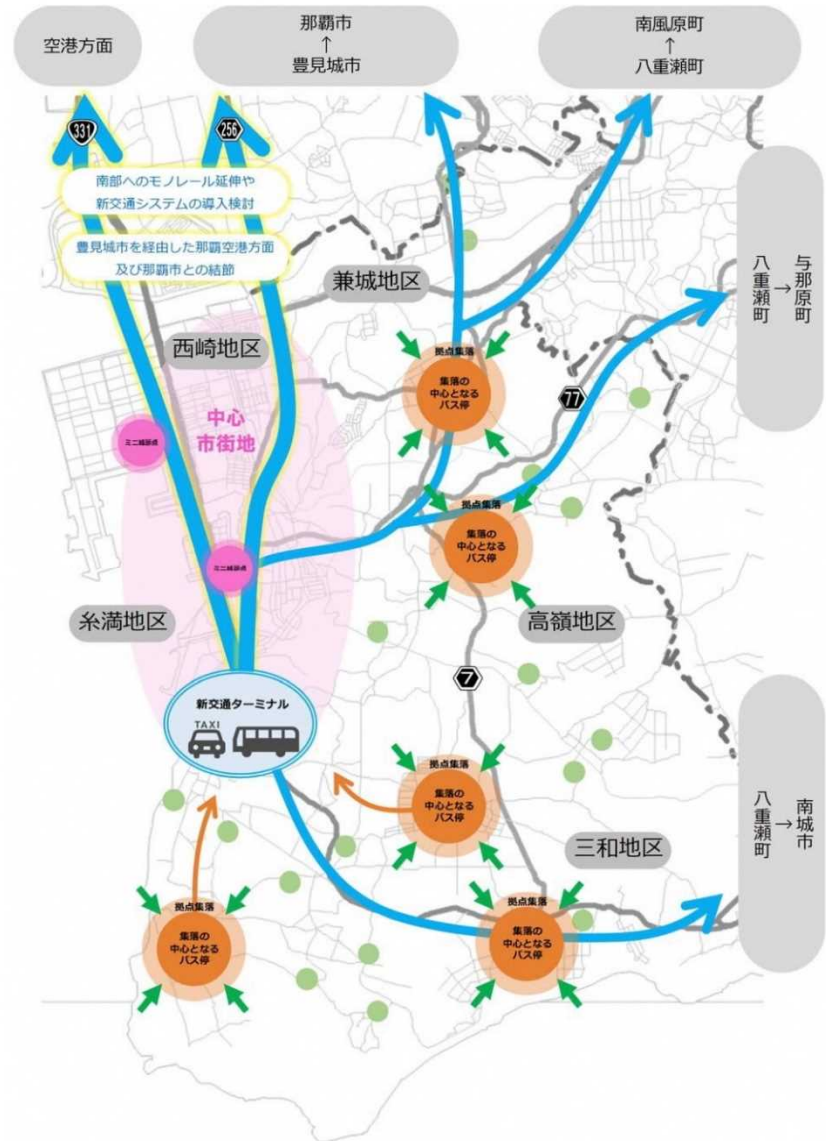 空港方面
那覇市
↑
豊見城市
南風原町
↑
八重瀬町
331
256
南部へのモノレール延伸や
新交通システムの導入検討
豊見城市を経由した那覇空港方面
及び那覇市との結節
兼城地区
西崎地区
中心
市街地
拠点集落
集落の
中心となる
バス停
77
八重瀬町→与那原町
拠点集落
集落の
中心となる
バス停
糸満地区
高嶺地区
7
新交通ターミナル
TAXI
拠点集落
集落の
中心となる
バス停
三和地区
八重瀬町→南城市
拠点集落
集落の
中心となる
バス停
拠点集落
集落の
中心となる
バス停